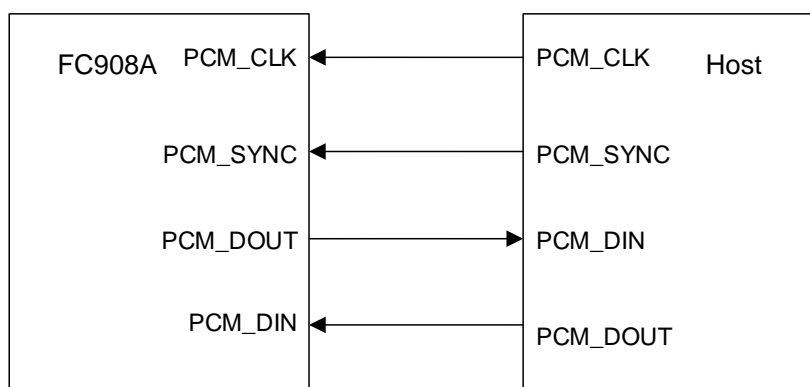 FC908A PCM_CLK PCM_CLK Host
PCM_SYNC PCM_SYNC
PCM_DOUT PCM_DIN
PCM_DIN PCM_DOUT